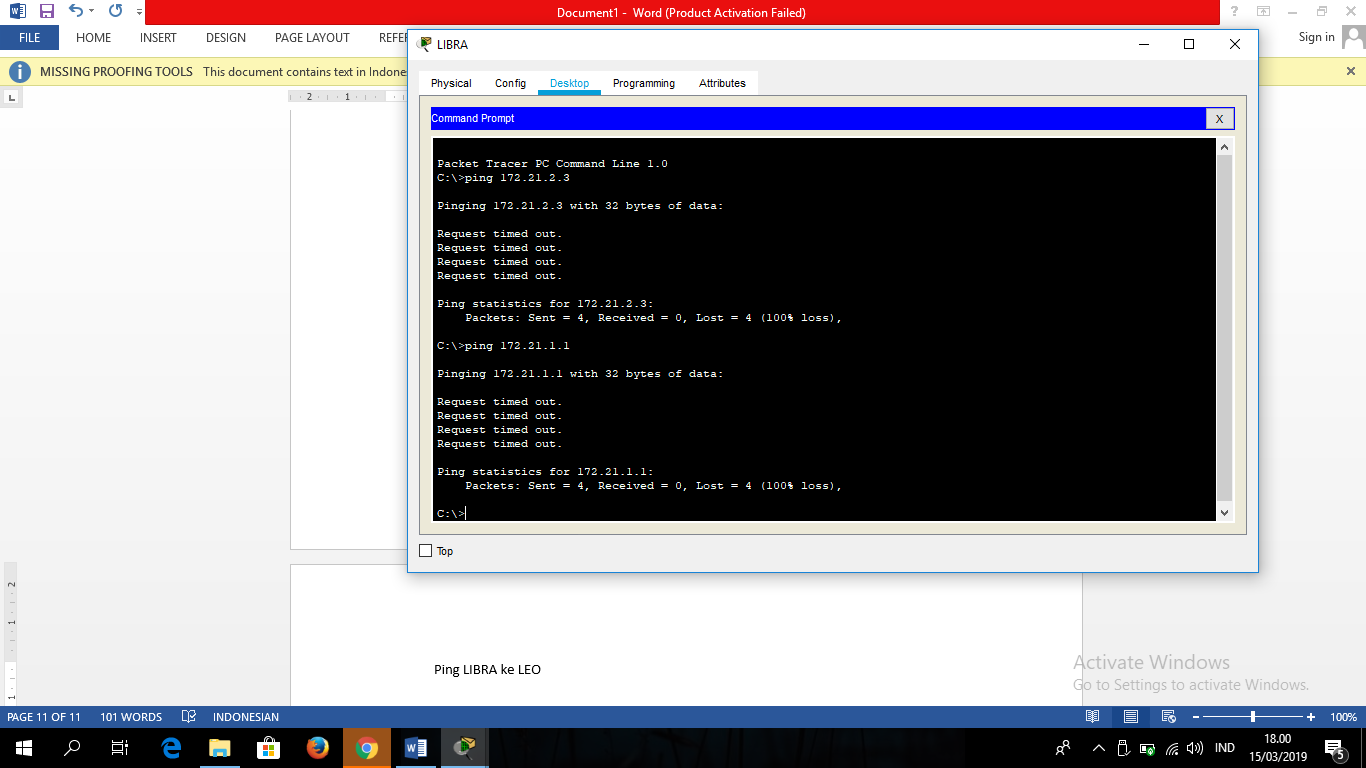 Document1 - Word (Product Activation Failed)
FILE HOME INSERT DESIGN PAGE LAYOUT REFER
Sign in
MISSING PROOFING TOOLS This document contains text in Indone
2 1
LIBRA
Physical Config Desktop Programming Attributes
Command Prompt
X
Packet Tracer PC Command Line 1.0
C:\>ping 172.21.2.3
Pinging 172.21.2.3 with 32 bytes of data:
Request timed out.
Request timed out.
Request timed out.
Request timed out.
Ping statistics for 172.21.2.3:
Packets: Sent = 4, Received = 0, Lost = 4 (100% loss),
C:\>ping 172.21.1.1
Pinging 172.21.1.1 with 32 bytes of data:
Request timed out.
Request timed out.
Request timed out.
Request timed out.
Ping statistics for 172.21.1.1:
Packets: Sent = 4, Received = 0, Lost = 4 (100% loss),
C:\>
Top
2
1
1
Ping LIBRA ke LEO
Activate Windows
Go to Settings to activate Windows.
PAGE 11 OF 11 101 WORDS INDONESIAN
100%
IND
18.00
15/03/2019
5